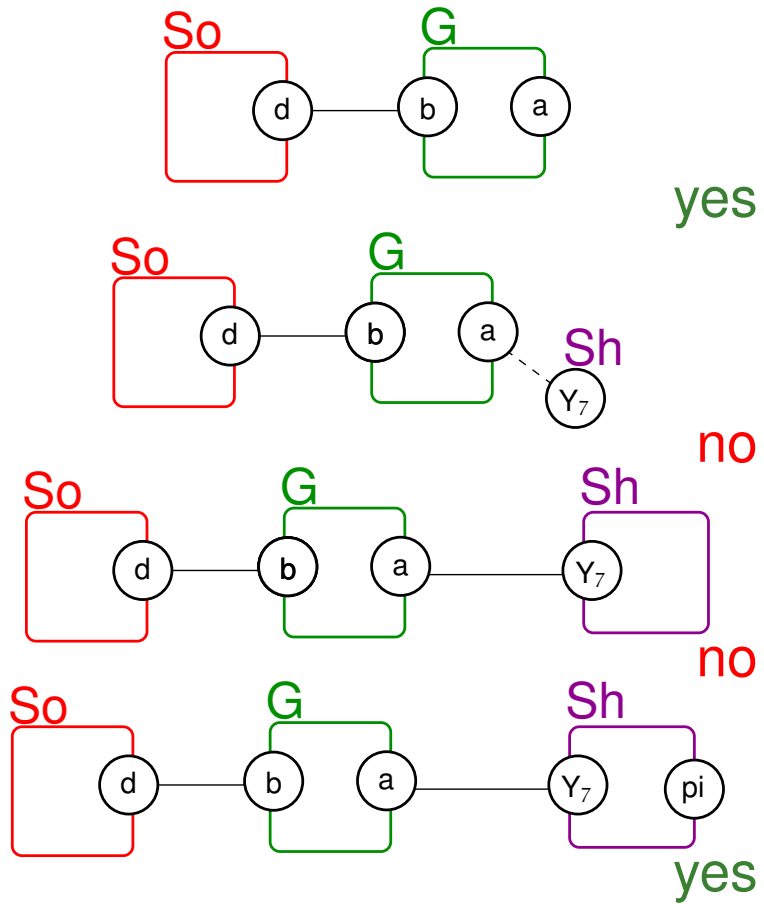 So G
d b a
yes
So G
d b a Sh
Y₇
no
So G Sh
d b a Y₇
no
So G Sh
d b a Y₇ pi
yes